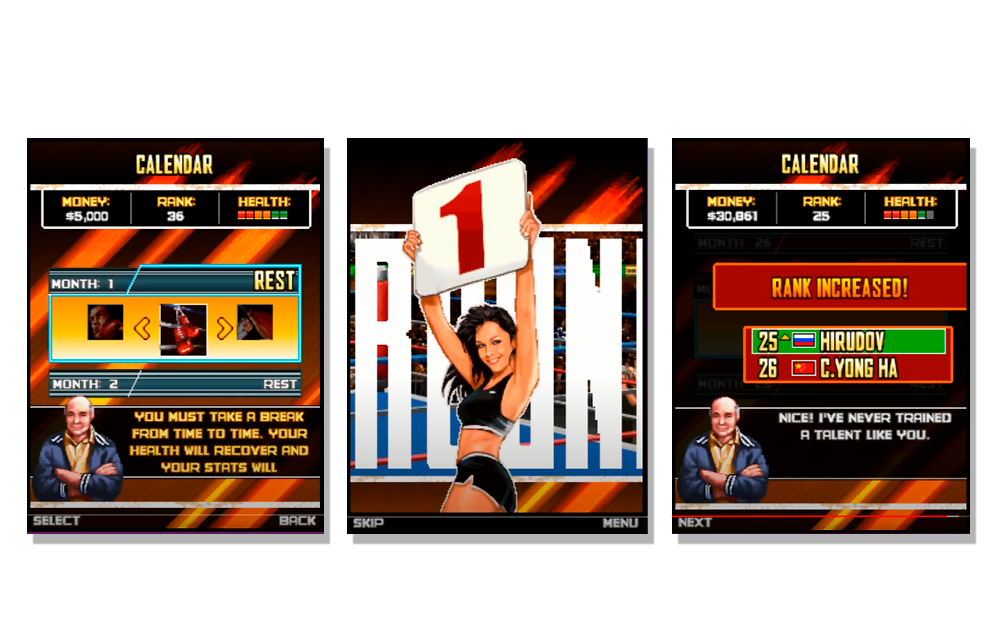 CALENDAR
MONEY: RANK: HEALTH:
$5,000 36
MONTH: 1 REST
MONTH: 2 REST
YOU MUST TAKE A BREAK
FROM TIME TO TIME. YOUR
HEALTH WILL RECOVER AND
YOUR STATS WILL
SELECT BACK
1
ROUN
SKIP MENU
CALENDAR
MONEY: RANK: HEALTH:
$30,861 25
MONTH: 26 REST
RANK INCREASED!
25 HIRUDOV
26 C.YONG HA
NICE! I'VE NEVER TRAINED
A TALENT LIKE YOU.
NEXT